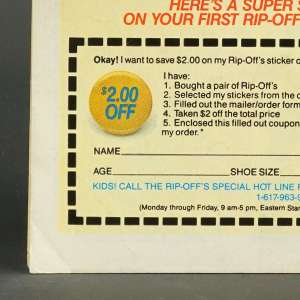 HERE'S A SUPER S
ON YOUR FIRST RIP-OFF
Okay! I want to save $2.00 on my Rip-Off's sticker o
$2.00
OFF
I have:
1. Bought a pair of Rip-Off's
2. Selected my stickers from the c
3. Filled out the mailer/order form
4. Taken $2 off the total price
5. Enclosed this filled out coupon
my order."
NAME
AGE SHOE SIZE
KIDS! CALL THE RIP-OFF'S SPECIAL HOT LINE F
1-617-963-9
(Monday through Friday, 9 am-5 pm, Eastern Stan